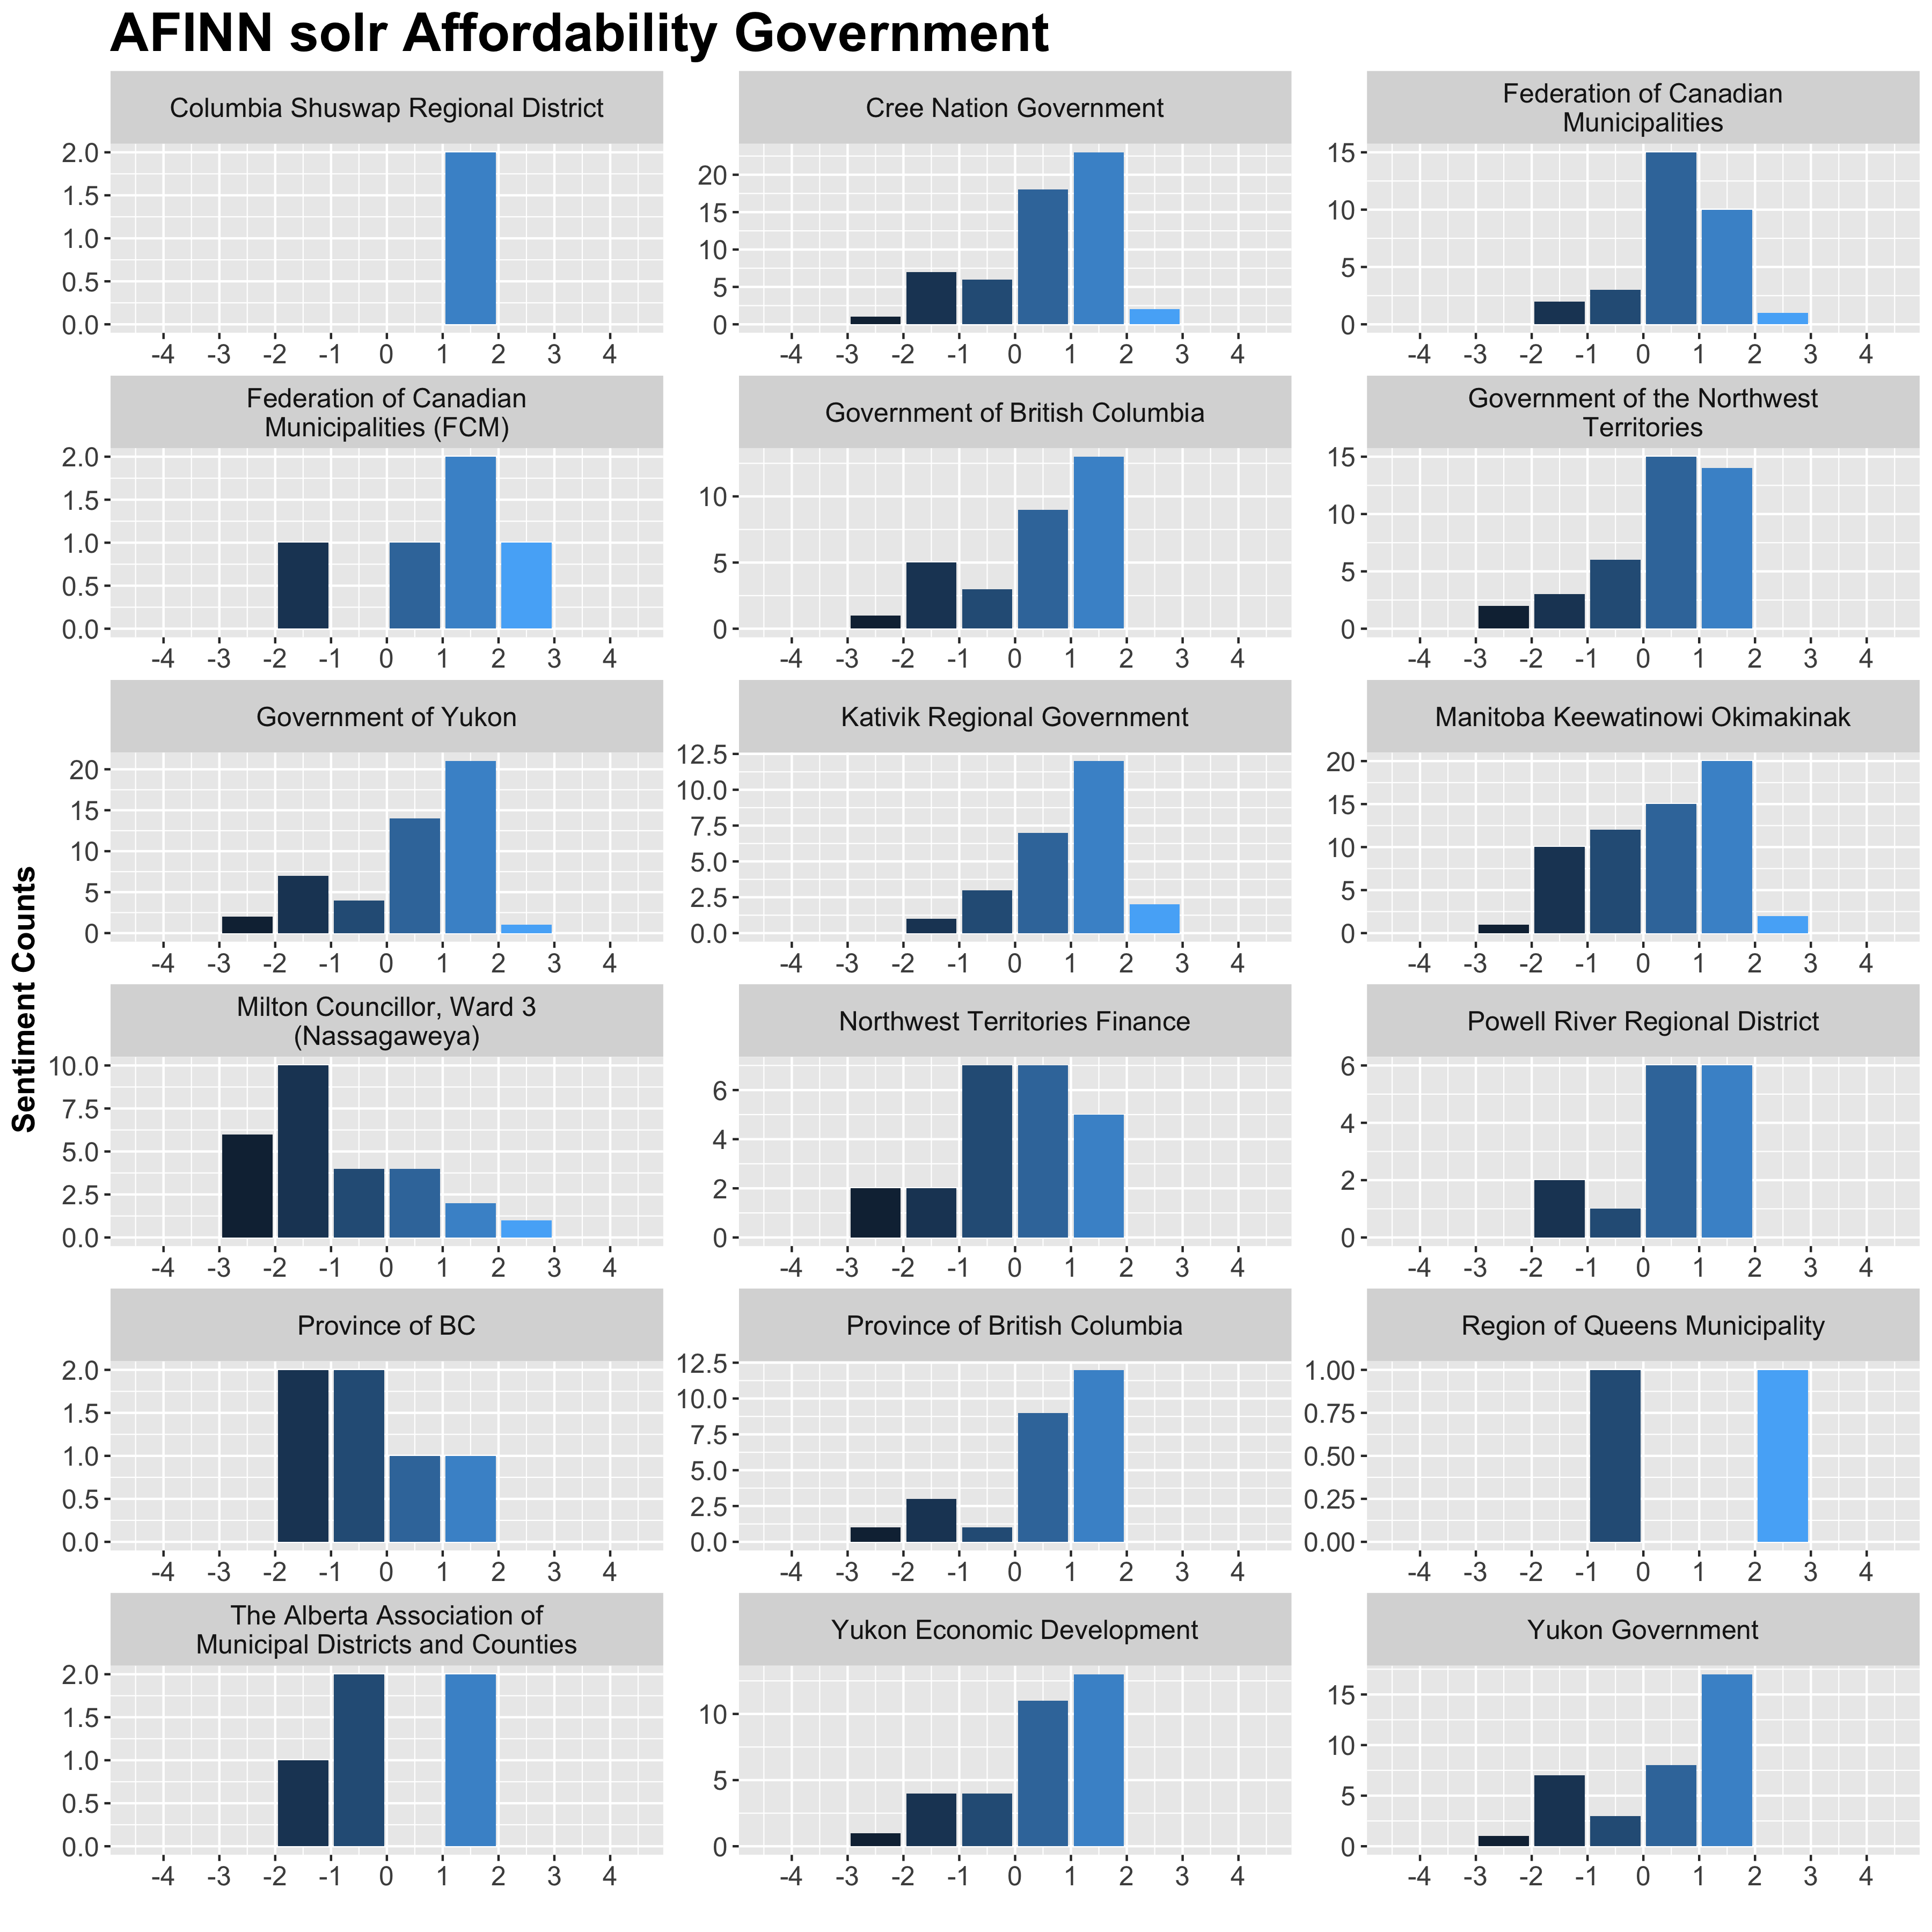 AFINN solr Affordability Government
Columbia Shuswap Regional District
2.0
1.5
1.0
0.5
0.0
-4 -3 -2 -1 0 1 2 3 4
Cree Nation Government
20
15
10
5
0
-4 -3 -2 -1 0 1 2 3 4
Federation of Canadian
Municipalities
15
10
5
0
-4 -3 -2 -1 0 1 2 3 4
Federation of Canadian
Municipalities (FCM)
2.0
1.5
1.0
0.5
0.0
-4 -3 -2 -1 0 1 2 3 4
Government of British Columbia
10
5
0
-4 -3 -2 -1 0 1 2 3 4
Government of the Northwest
Territories
15
10
5
0
-4 -3 -2 -1 0 1 2 3 4
Government of Yukon
20
15
10
5
0
-4 -3 -2 -1 0 1 2 3 4
Kativik Regional Government
12.5
10.0
7.5
5.0
2.5
0.0
-4 -3 -2 -1 0 1 2 3 4
Manitoba Keewatinowi Okimakinak
20
15
10
5
0
-4 -3 -2 -1 0 1 2 3 4
Sentiment Counts
Milton Councillor, Ward 3
(Nassagaweya)
10.0
7.5
5.0
2.5
0.0
-4 -3 -2 -1 0 1 2 3 4
Northwest Territories Finance
6
4
2
0
-4 -3 -2 -1 0 1 2 3 4
Powell River Regional District
6
4
2
0
-4 -3 -2 -1 0 1 2 3 4
Province of BC
2.0
1.5
1.0
0.5
0.0
-4 -3 -2 -1 0 1 2 3 4
Province of British Columbia
12.5
10.0
7.5
5.0
2.5
0.0
-4 -3 -2 -1 0 1 2 3 4
Region of Queens Municipality
1.00
0.75
0.50
0.25
0.00
-4 -3 -2 -1 0 1 2 3 4
The Alberta Association of
Municipal Districts and Counties
2.0
1.5
1.0
0.5
0.0
-4 -3 -2 -1 0 1 2 3 4
Yukon Economic Development
10
5
0
-4 -3 -2 -1 0 1 2 3 4
Yukon Government
15
10
5
0
-4 -3 -2 -1 0 1 2 3 4